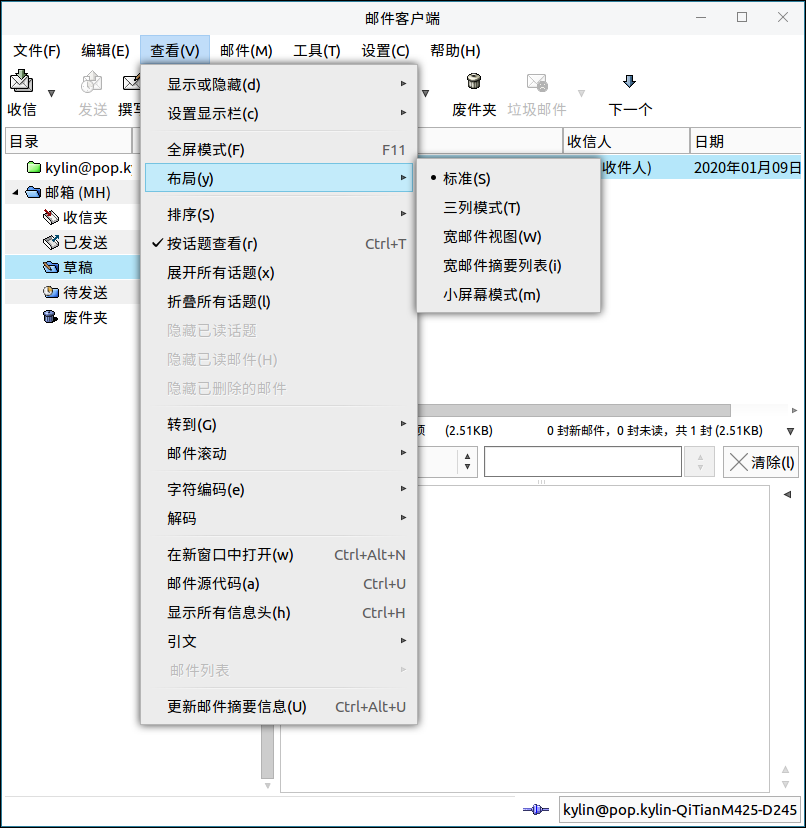 邮件客户端
文件(F) 编辑(E) 查看(V) 邮件(M) 工具(T) 设置(C) 帮助(H)
收信 发送 废件夹 垃圾邮件 下一个
目录 收信人 日期
kylin@pop.k
收件人) 2020年01月09日
邮箱 (MH)
收信夹
已发送
草稿
待发送
废件夹
显示或隐藏(d)
设置显示栏(c)
全屏模式(F) F11
布局(y)
排序(S)
按话题查看(r) Ctrl+T
展开所有话题(x)
折叠所有话题(l)
隐藏已读话题
隐藏已读邮件(H)
隐藏已删除的邮件
转到(G)
邮件滚动
字符编码(e)
解码
在新窗口中打开(w) Ctrl+Alt+N
邮件源代码(a) Ctrl+U
显示所有信息头(h) Ctrl+H
引文
邮件列表
更新邮件摘要信息(U) Ctrl+Alt+U
标准(S)
三列模式(T)
宽邮件视图(W)
宽邮件摘要列表(i)
小屏幕模式(m)
(2.51KB) 0 封新邮件，0 封未读，共 1 封 (2.51KB)
清除(l)
kylin@pop.kylin-QiTianM425-D245